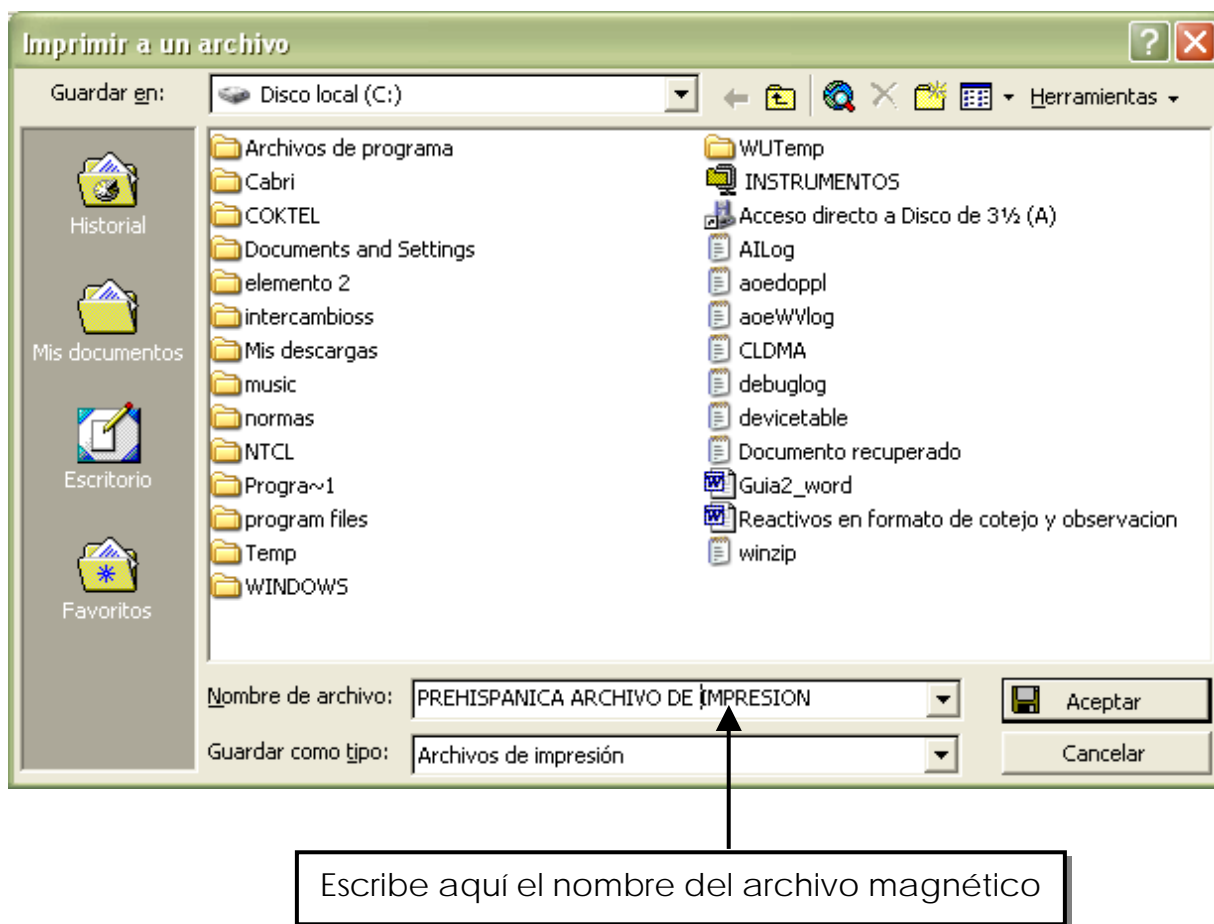 Imprimir a un archivo
Guardar en: Disco local (C:) Herramientas
Historial
Mis documentos
Escritorio
Favoritos
Archivos de programa
Cabri
COKTEL
Documents and Settings
elemento 2
intercambioss
Mis descargas
music
normas
NTCL
Progra~1
program files
Temp
WINDOWS
WUTemp
INSTRUMENTOS
Acceso directo a Disco de 3½ (A)
AILog
aoedoppl
aoeWVlog
CLDMA
debuglog
devicetable
Documento recuperado
Guia2_word
Reactivos en formato de cotejo y observacion
winzip
Nombre de archivo: PREHISPANICA ARCHIVO DE IMPRESION Aceptar
Guardar como tipo: Archivos de impresión Cancelar
Escribe aquí el nombre del archivo magnético